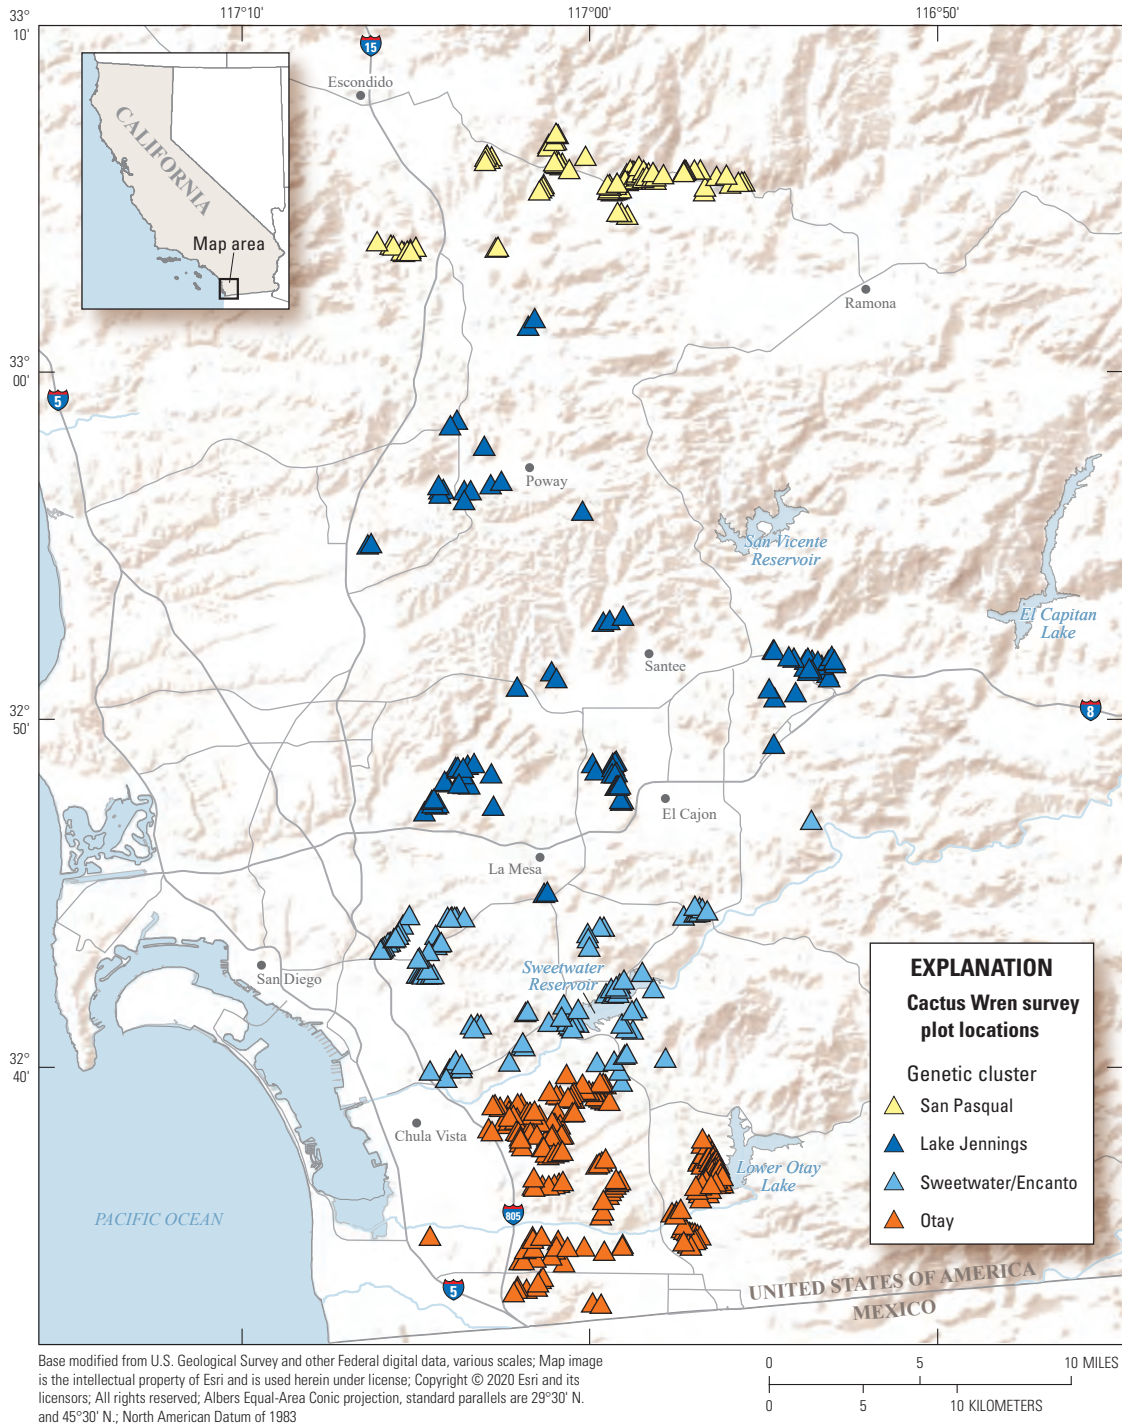 117°10'
117°00'
116°50'
33°
10'
15
Escondido
CALIFORNIA
Map area
Ramona
33°
00'
5
Poway
San Vicente
Reservoir
El Capitan
Lake
Santee
32°
50'
8
El Cajon
La Mesa
San Diego
Sweetwater
Reservoir
EXPLANATION
Cactus Wren survey
plot locations
Genetic cluster
San Pasqual
Lake Jennings
Sweetwater/Encanto
Otay
32°
40'
Chula Vista
Lower Otay
Lake
PACIFIC OCEAN
805
5
UNITED STATES OF AMERICA
MEXICO
Base modified from U.S. Geological Survey and other Federal digital data, various scales; Map image
is the intellectual property of Esri and is used herein under license; Copyright © 2020 Esri and its
licensors; All rights reserved; Albers Equal-Area Conic projection, standard parallels are 29°30' N.
and 45°30' N.; North American Datum of 1983
0 5 10 MILES
0 5 10 KILOMETERS